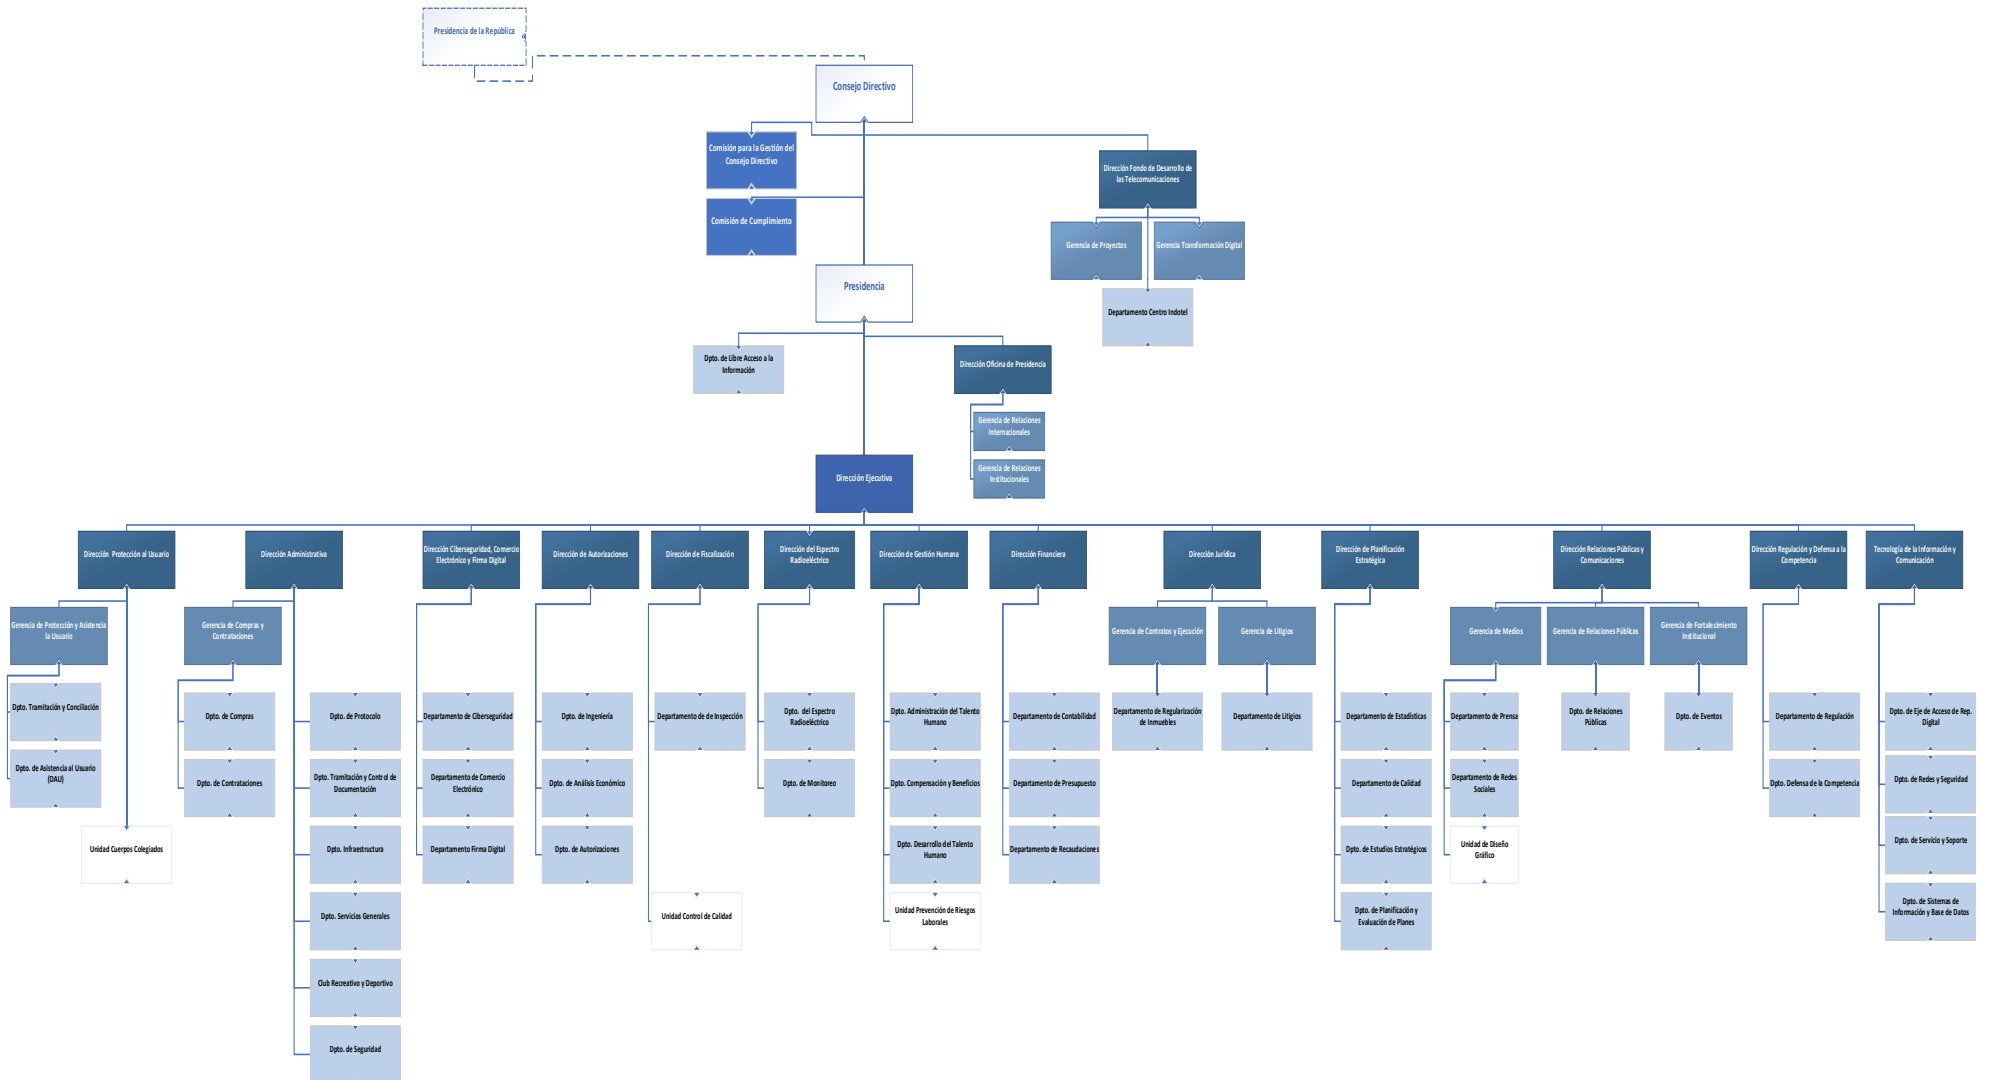 Presidencia de la República
Consejo Directivo
Comisión para la Gestión del
Consejo Directivo
Dirección Fondo de Desarrollo de
las Telecomunicaciones
Comisión de Cumplimiento
Gerencia de Proyectos
Gerencia Transformación Digital
Presidencia
Departamento Centro Indotel
Dpto. de Libre Acceso a la
Información
Dirección Oficina de Presidencia
Gerencia de Relaciones
Internacionales
Gerencia de Relaciones
Institucionales
Dirección Ejecutiva
Dirección Protección al Usuario
Dirección Administrativa
Dirección Ciberseguridad, Comercio
Electrónico y Firma Digital
Dirección de Autorizaciones
Dirección de Fiscalización
Dirección del Espectro
Radioeléctrico
Dirección de Gestión Humana
Dirección Financiera
Dirección Jurídica
Dirección de Planificación
Estratégica
Dirección Relaciones Públicas y
Comunicaciones
Dirección Regulación y Defensa a la
Competencia
Tecnología de la Información y
Comunicación
Gerencia de Protección y Asistencia
la Usuario
Gerencia de Compras y
Contrataciones
Gerencia de Contratos y Ejecución
Gerencia de Litigios
Gerencia de Medios
Gerencia de Relaciones Públicas
Gerencia de Fortalecimiento
Institucional
Dpto. Tramitación y Conciliación
Dpto. de Compras
Dpto. de Protocolo
Departamento de Ciberseguridad
Dpto. de Ingeniería
Departamento de de Inspección
Dpto. del Espectro
Radioeléctrico
Dpto. Administración del Talento
Humano
Departamento de Contabilidad
Departamento de Regularización
de Inmuebles
Departamento de Litigios
Departamento de Estadísticas
Departamento de Prensa
Dpto. de Relaciones
Públicas
Dpto. de Eventos
Departamento de Regulación
Dpto. de Eje de Acceso de Rep.
Digital
Dpto. de Asistencia al Usuario
(DAU)
Dpto. de Contrataciones
Dpto. Tramitación y Control de
Documentación
Departamento de Comercio
Electrónico
Dpto. de Análisis Económico
Dpto. de Monitoreo
Dpto. Compensación y Beneficios
Departamento de Presupuesto
Departamento de Calidad
Departamento de Redes
Sociales
Dpto. Defensa de la Competencia
Dpto. de Redes y Seguridad
Unidad Cuerpos Colegiados
Dpto. Infraestructura
Departamento Firma Digital
Dpto. de Autorizaciones
Dpto. Desarrollo del Talento
Humano
Departamento de Recaudaciones
Dpto. de Estudios Estratégicos
Unidad de Diseño
Gráfico
Dpto. de Servicio y Soporte
Dpto. Servicios Generales
Unidad Control de Calidad
Unidad Prevención de Riesgos
Laborales
Dpto. de Planificación y
Evaluación de Planes
Dpto. de Sistemas de
Información y Base de Datos
Club Recreativo y Deportivo
Dpto. de Seguridad